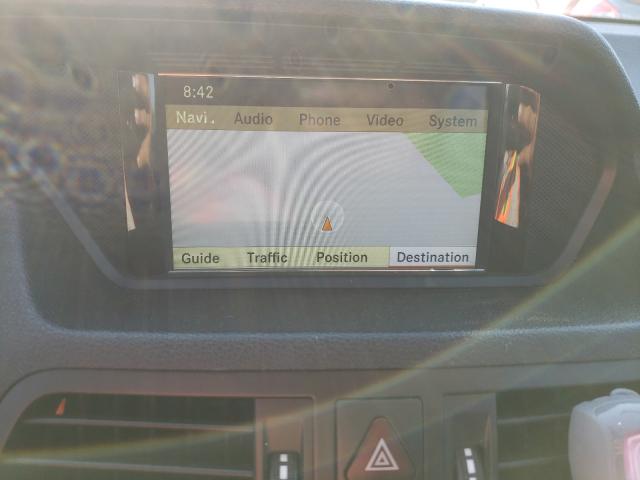 8:42
Navi. Audio Phone Video System
Guide Traffic Position Destination